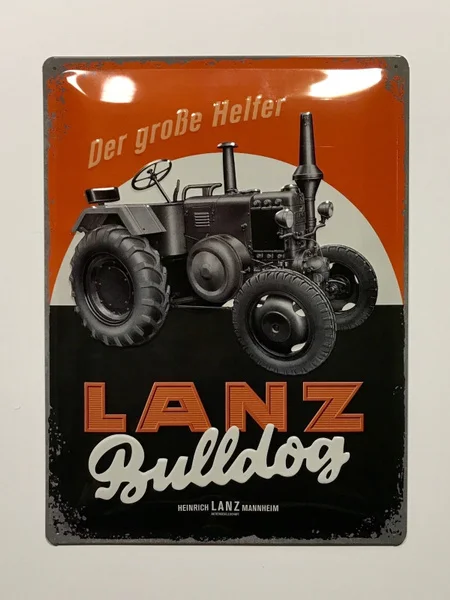 Der große Helfer
LANZ
Bulldog
HEINRICH LANZ MANNHEIM